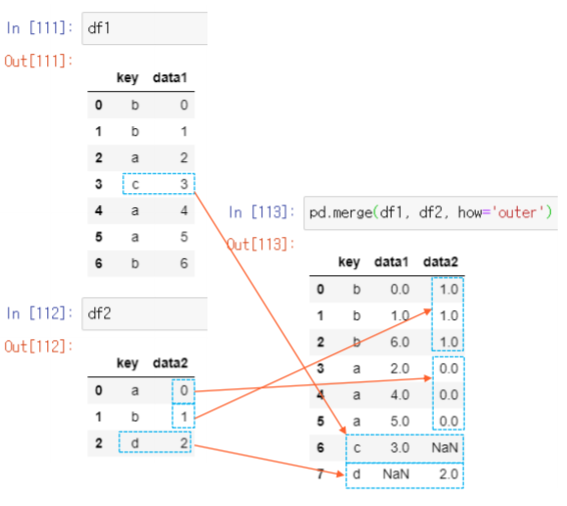 In [111]: df1
Out[111]:
key data1
0 b 0
1 b 1
2 a 2
3 c 3
4 a 4
5 a 5
6 b 6
In [112]: df2
Out[112]:
key data2
0 a 0
1 b 1
2 d 2
In [113]: pd.merge(df1, df2, how='outer')
Out[113]:
key data1 data2
0 b 0.0 1.0
1 b 1.0 1.0
2 b 6.0 1.0
3 a 2.0 0.0
4 a 4.0 0.0
5 a 5.0 0.0
6 c 3.0 NaN
7 d NaN 2.0